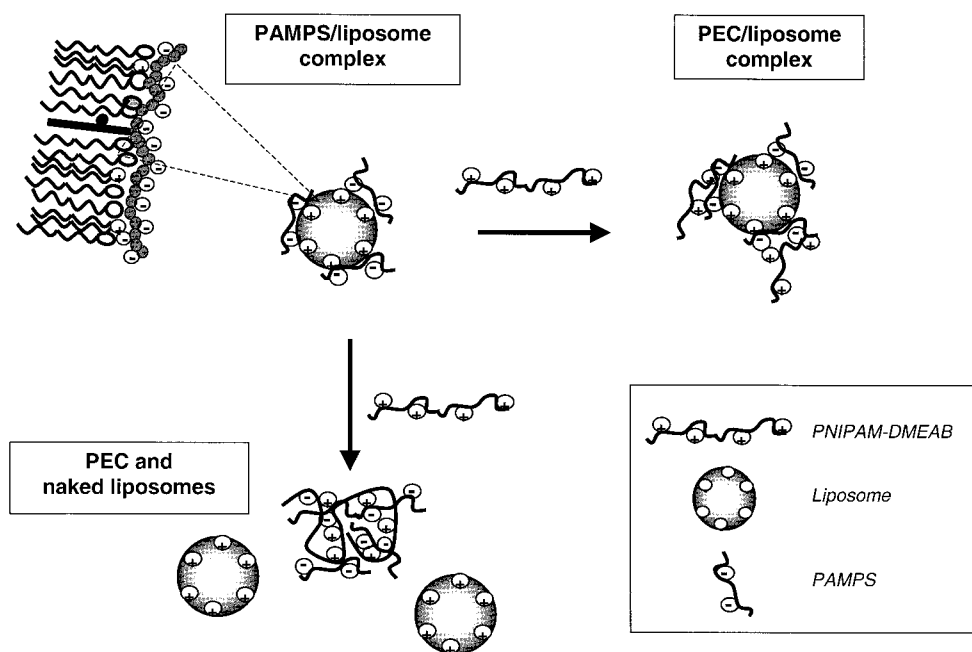 PAMPS/liposome
complex
PEC/liposome
complex
PEC and
naked liposomes
PNIPAM-DMEAB
Liposome
PAMPS